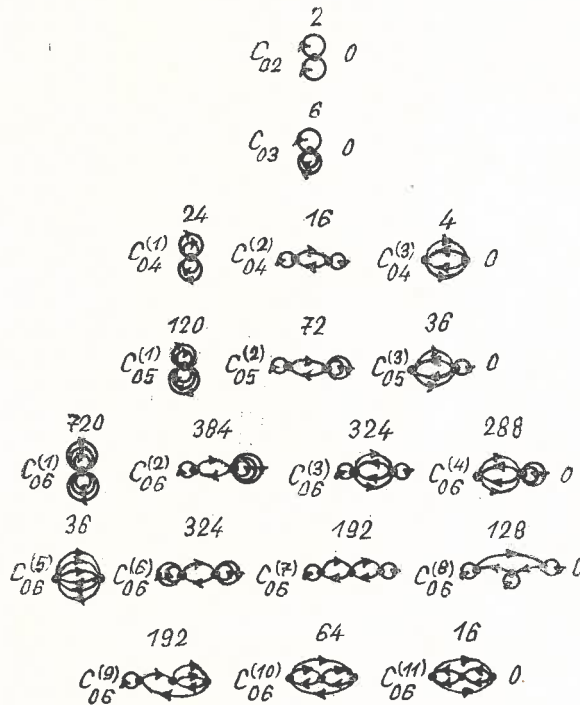 2
C₀₂ 0
6
C₀₃ 0
24 16 4
C₀₄⁽¹⁾ C₀₄⁽²⁾ C₀₄⁽³⁾ 0
120 72 36
C₀₅⁽¹⁾ C₀₅⁽²⁾ C₀₅⁽³⁾ 0
720 384 324 288
C₀₆⁽¹⁾ C₀₆⁽²⁾ C₀₆⁽³⁾ C₀₆⁽⁴⁾ 0
36 324 192 128
C₀₆⁽⁵⁾ C₀₆⁽⁶⁾ C₀₆⁽⁷⁾ C₀₆⁽⁸⁾ 0
192 64 16
C₀₆⁽⁹⁾ C₀₆⁽¹⁰⁾ C₀₆⁽¹¹⁾ 0.